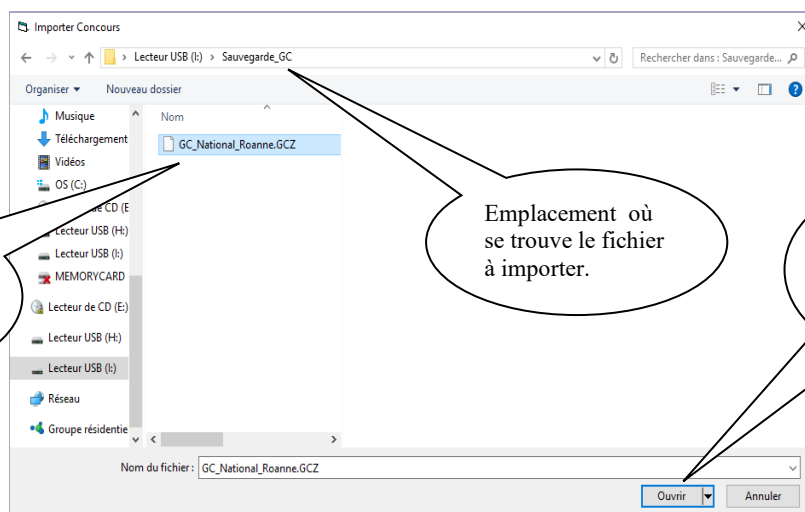 Importer Concours
Lecteur USB (I:) > Sauvegarde_GC
Rechercher dans : Sauvegarde...
Organiser
Nouveau dossier
Musique
Nom
Téléchargement
GC_National_Roanne.GCZ
Vidéos
OS (C:)
de CD (E
Lecteur USB (H:)
Lecteur USB (I:)
MEMORYCARD
Lecteur de CD (E:)
Lecteur USB (H:)
Lecteur USB (I:)
Réseau
Groupe résidentie
Emplacement où
se trouve le fichier
à importer.
Nom du fichier : GC_National_Roanne.GCZ
Ouvrir
Annuler